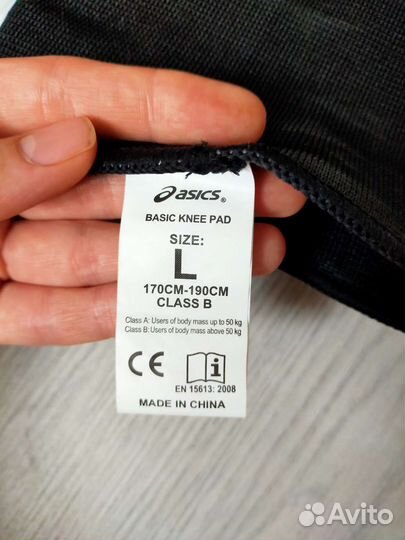 asics®
BASIC KNEE PAD
SIZE:
L
170CM-190CM
CLASS B
Class A: Users of body mass up to 50 kg
Class B: Users of body mass above 50 kg
CE i
EN 15613: 2008
MADE IN CHINA
Avito